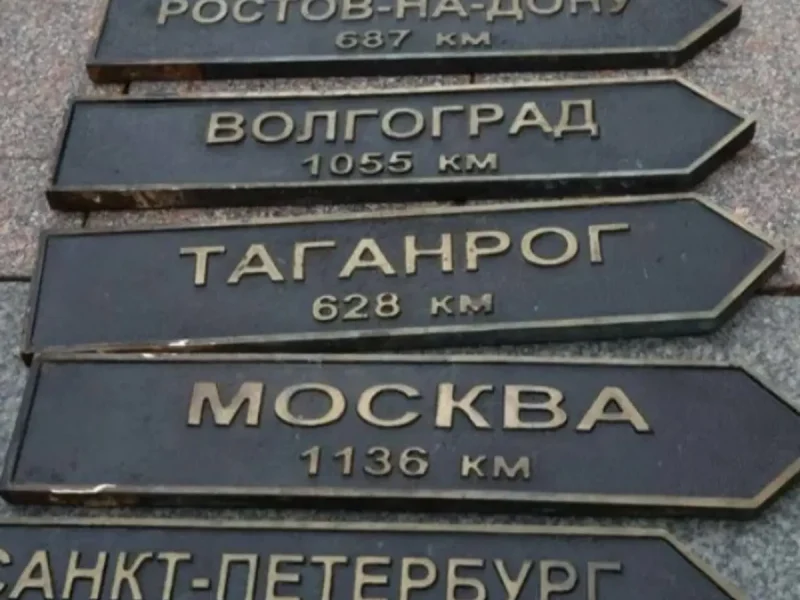 РОСТОВ-НА-ДОНУ
687 КМ
ВОЛГОГРАД
1055 КМ
ТАГАНРОГ
628 КМ
МОСКВА
1136 КМ
САНКТ-ПЕТЕРБУРГ